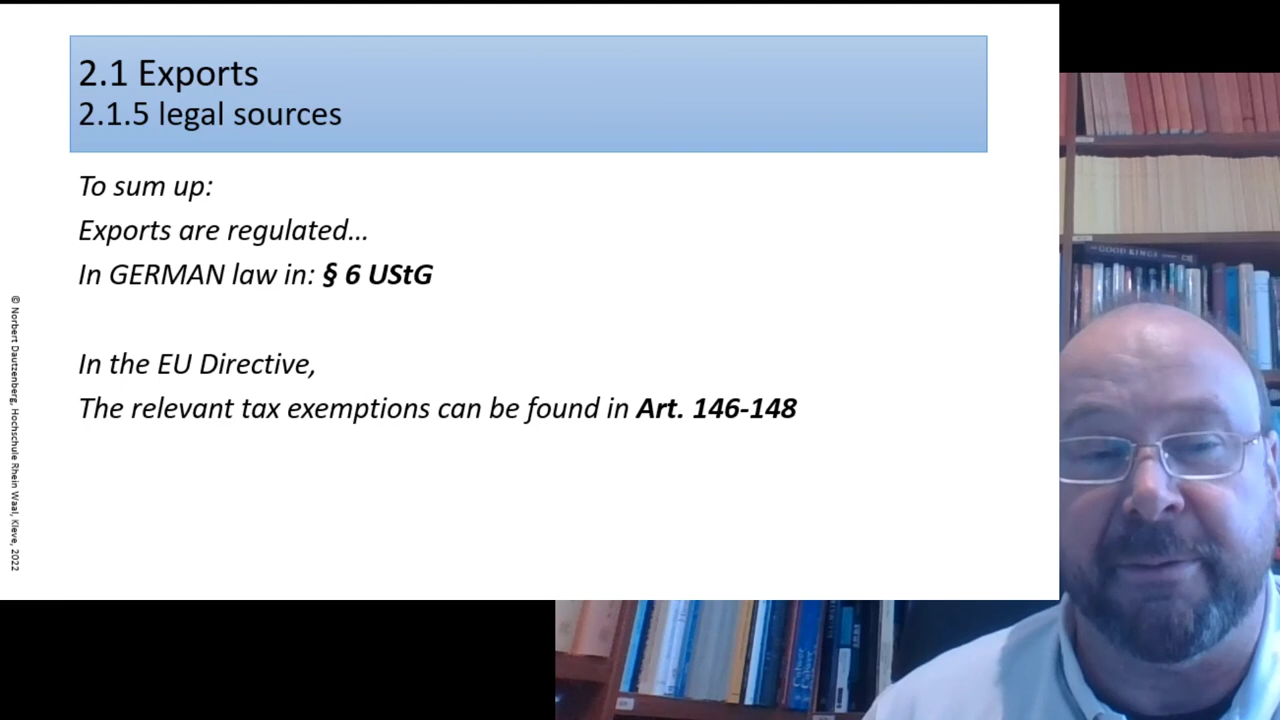 2.1 Exports
2.1.5 legal sources
To sum up:
Exports are regulated…
In GERMAN law in: § 6 UStG
In the EU Directive,
The relevant tax exemptions can be found in Art. 146-148
© Norbert Dautzenberg, Hochschule Rhein Waal, Kleve, 2022
GOOD KINGS